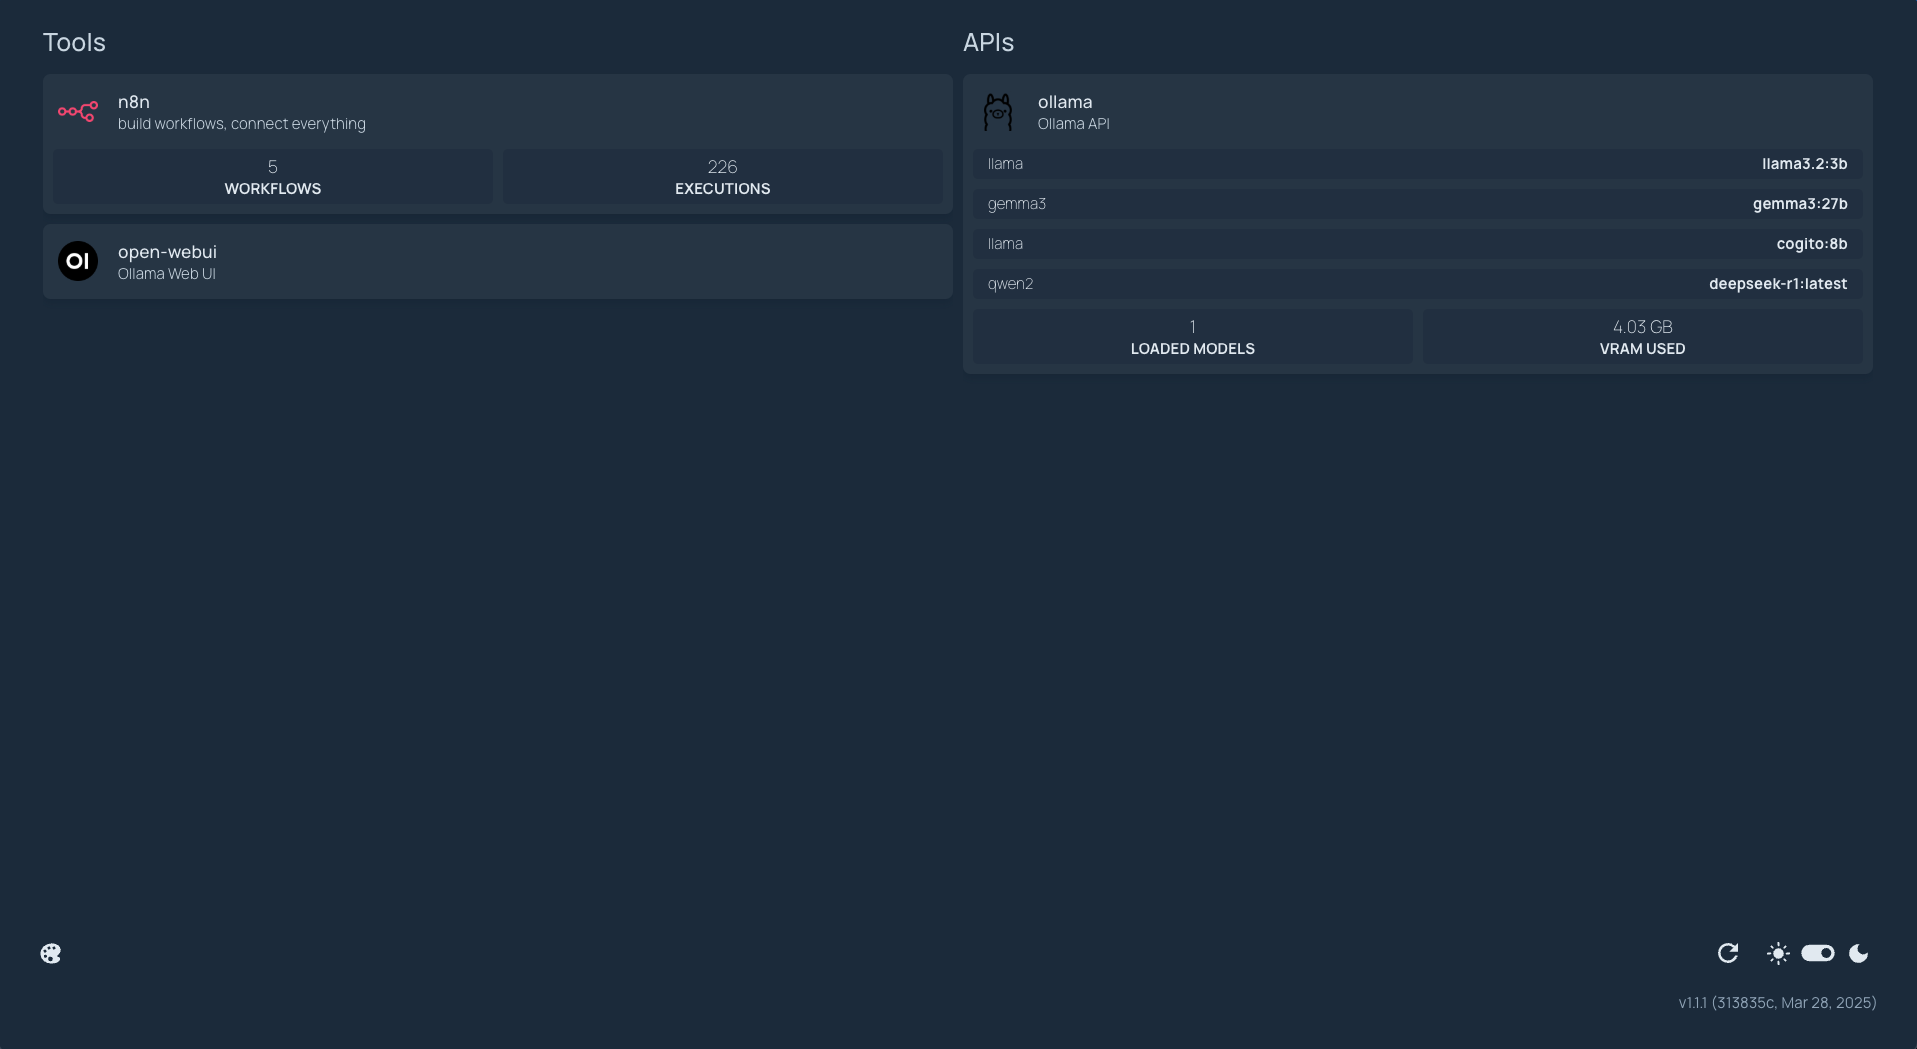 Tools
n8n
build workflows, connect everything
5
WORKFLOWS
226
EXECUTIONS
OI
open-webui
Ollama Web UI
APIs
ollama
Ollama API
llama
llama3.2:3b
gemma3
gemma3:27b
llama
cogito:8b
qwen2
deepseek-r1:latest
1
LOADED MODELS
4.03 GB
VRAM USED
v1.1.1 (313835c, Mar 28, 2025)